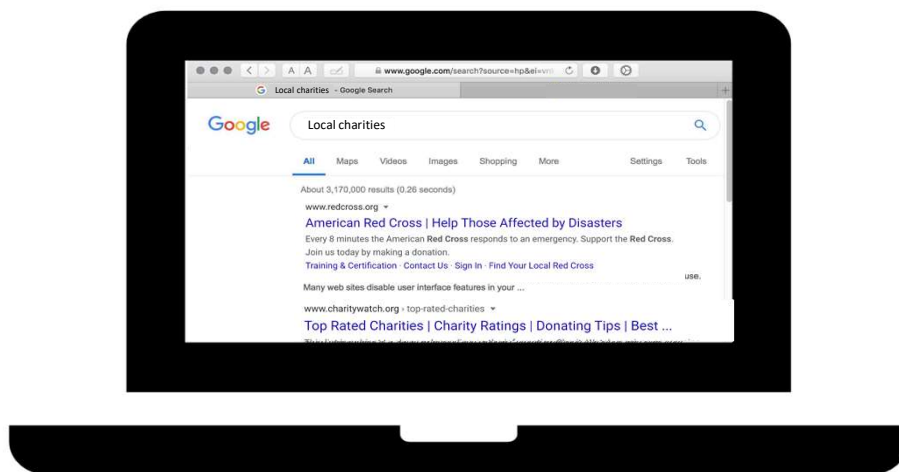 A A www.google.com/search?source=hp&ei=vm
G Local charities - Google Search +
Google Local charities
All Maps Videos Images Shopping More Settings Tools
About 3,170,000 results (0.26 seconds)
www.redcross.org
American Red Cross | Help Those Affected by Disasters
Every 8 minutes the American Red Cross responds to an emergency. Support the Red Cross.
Join us today by making a donation.
Training & Certification · Contact Us · Sign In · Find Your Local Red Cross
use.
Many web sites disable user interface features in your ...
www.charitywatch.org › top-rated-charities
Top Rated Charities | Charity Ratings | Donating Tips | Best ...